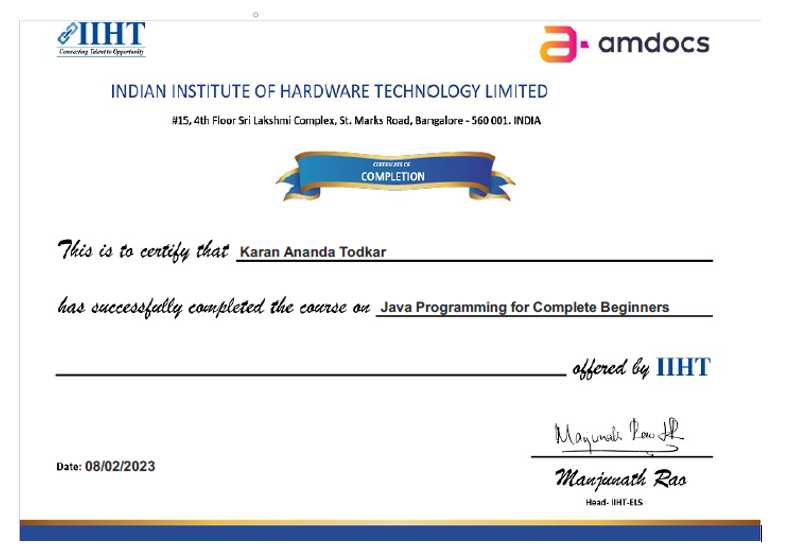 IIHT
Connecting Talent to Opportunity
amdocs
INDIAN INSTITUTE OF HARDWARE TECHNOLOGY LIMITED
#15, 4th Floor Sri Lakshmi Complex, St. Marks Road, Bangalore - 560 001. INDIA
CERTIFICATE OF
COMPLETION
This is to certify that Karan Ananda Todkar
has successfully completed the course on Java Programming for Complete Beginners
offered by IIHT
Manjunath Rao
Date: 08/02/2023
Manjunath Rao
Head- IIHT-ELS